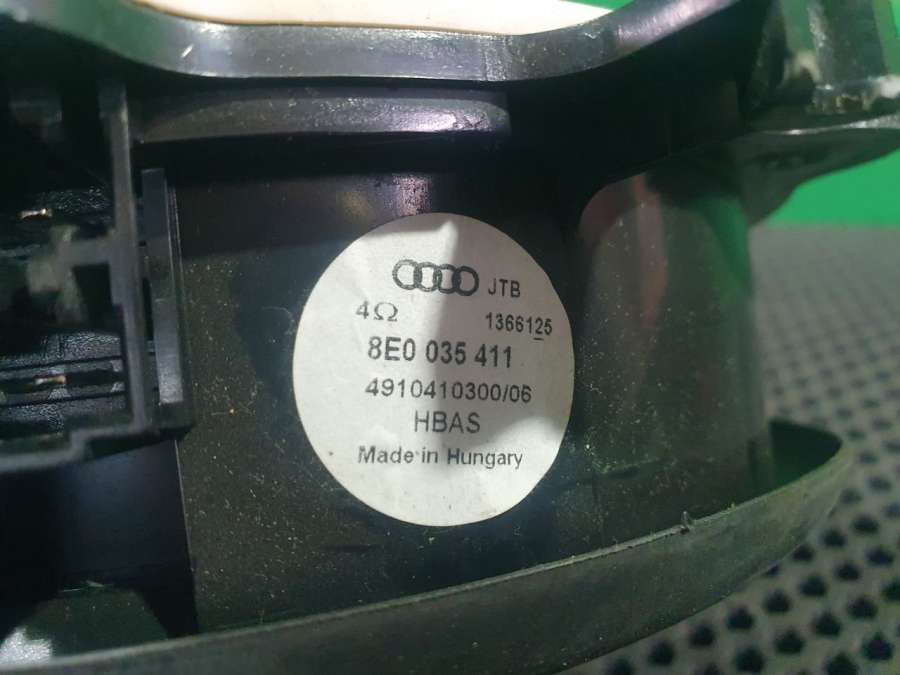 JTB
4Ω 1366125
8E0 035 411
4910410300/06
HBAS
Made in Hungary